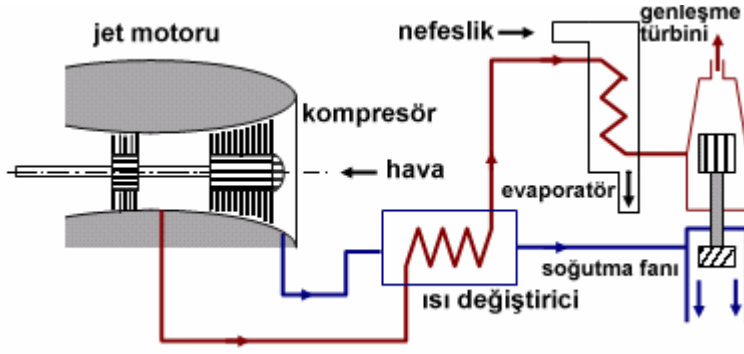 jet motoru
nefeslik
genleşme
türbini
kompresör
hava
evaporatör
soğutma fanı
ısı değiştirici